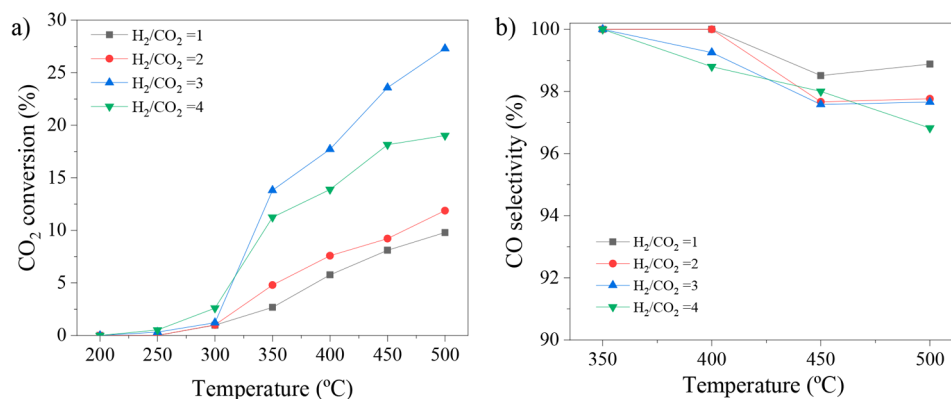 a)
H₂/CO₂ =1
H₂/CO₂ =2
H₂/CO₂ =3
H₂/CO₂ =4
CO₂ conversion (%)
30
25
20
15
10
5
0
200 250 300 350 400 450 500
Temperature (ºC)
b)
CO selectivity (%)
100
98
96
94
92
90
H₂/CO₂ =1
H₂/CO₂ =2
H₂/CO₂ =3
H₂/CO₂ =4
350 400 450 500
Temperature (ºC)